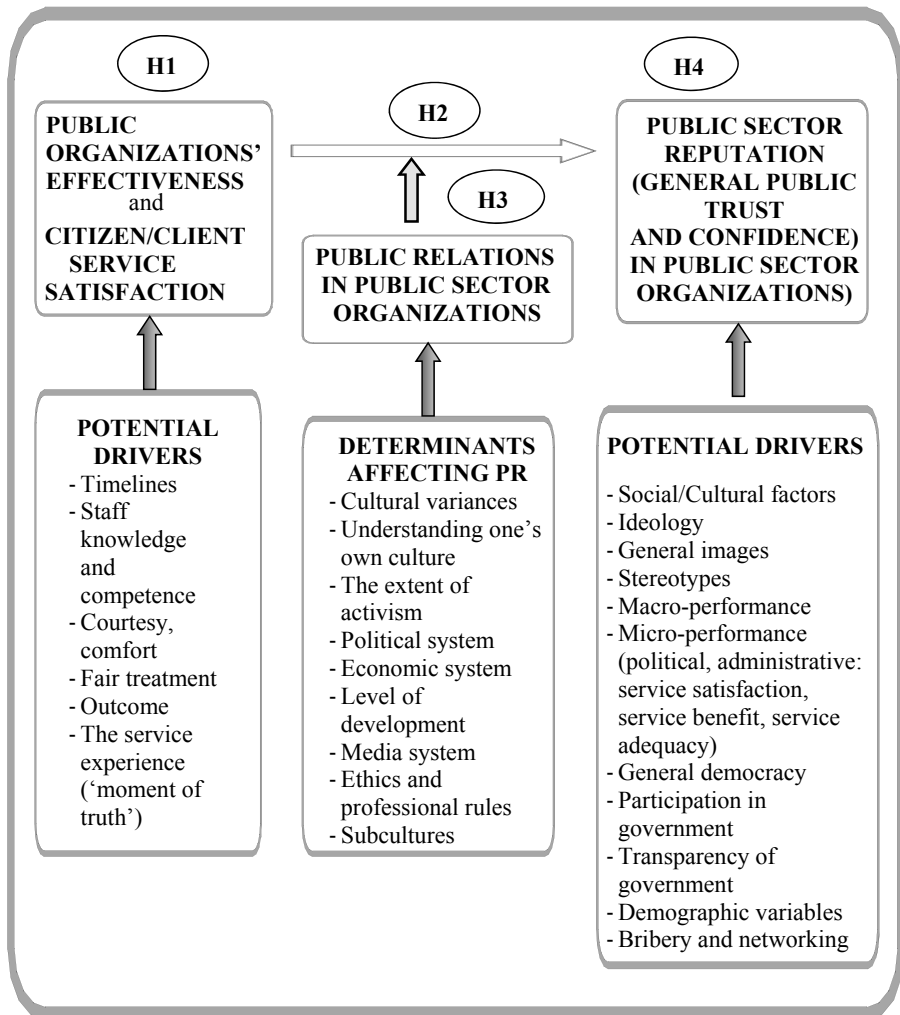 H1
PUBLIC
ORGANIZATIONS’
EFFECTIVENESS
and
CITIZEN/CLIENT
SERVICE
SATISFACTION
POTENTIAL
DRIVERS
- Timelines
- Staff
knowledge
and
competence
- Courtesy,
comfort
- Fair treatment
- Outcome
- The service
experience
(‘moment of
truth’)
H2
H3
PUBLIC RELATIONS
IN PUBLIC SECTOR
ORGANIZATIONS
DETERMINANTS
AFFECTING PR
- Cultural variances
- Understanding one’s
own culture
- The extent of
activism
- Political system
- Economic system
- Level of
development
- Media system
- Ethics and
professional rules
- Subcultures
H4
PUBLIC SECTOR
REPUTATION
(GENERAL PUBLIC
TRUST
AND CONFIDENCE)
IN PUBLIC SECTOR
ORGANIZATIONS)
POTENTIAL DRIVERS
- Social/Cultural factors
- Ideology
- General images
- Stereotypes
- Macro-performance
- Micro-performance
(political, administrative:
service satisfaction,
service benefit, service
adequacy)
- General democracy
- Participation in
government
- Transparency of
government
- Demographic variables
- Bribery and networking